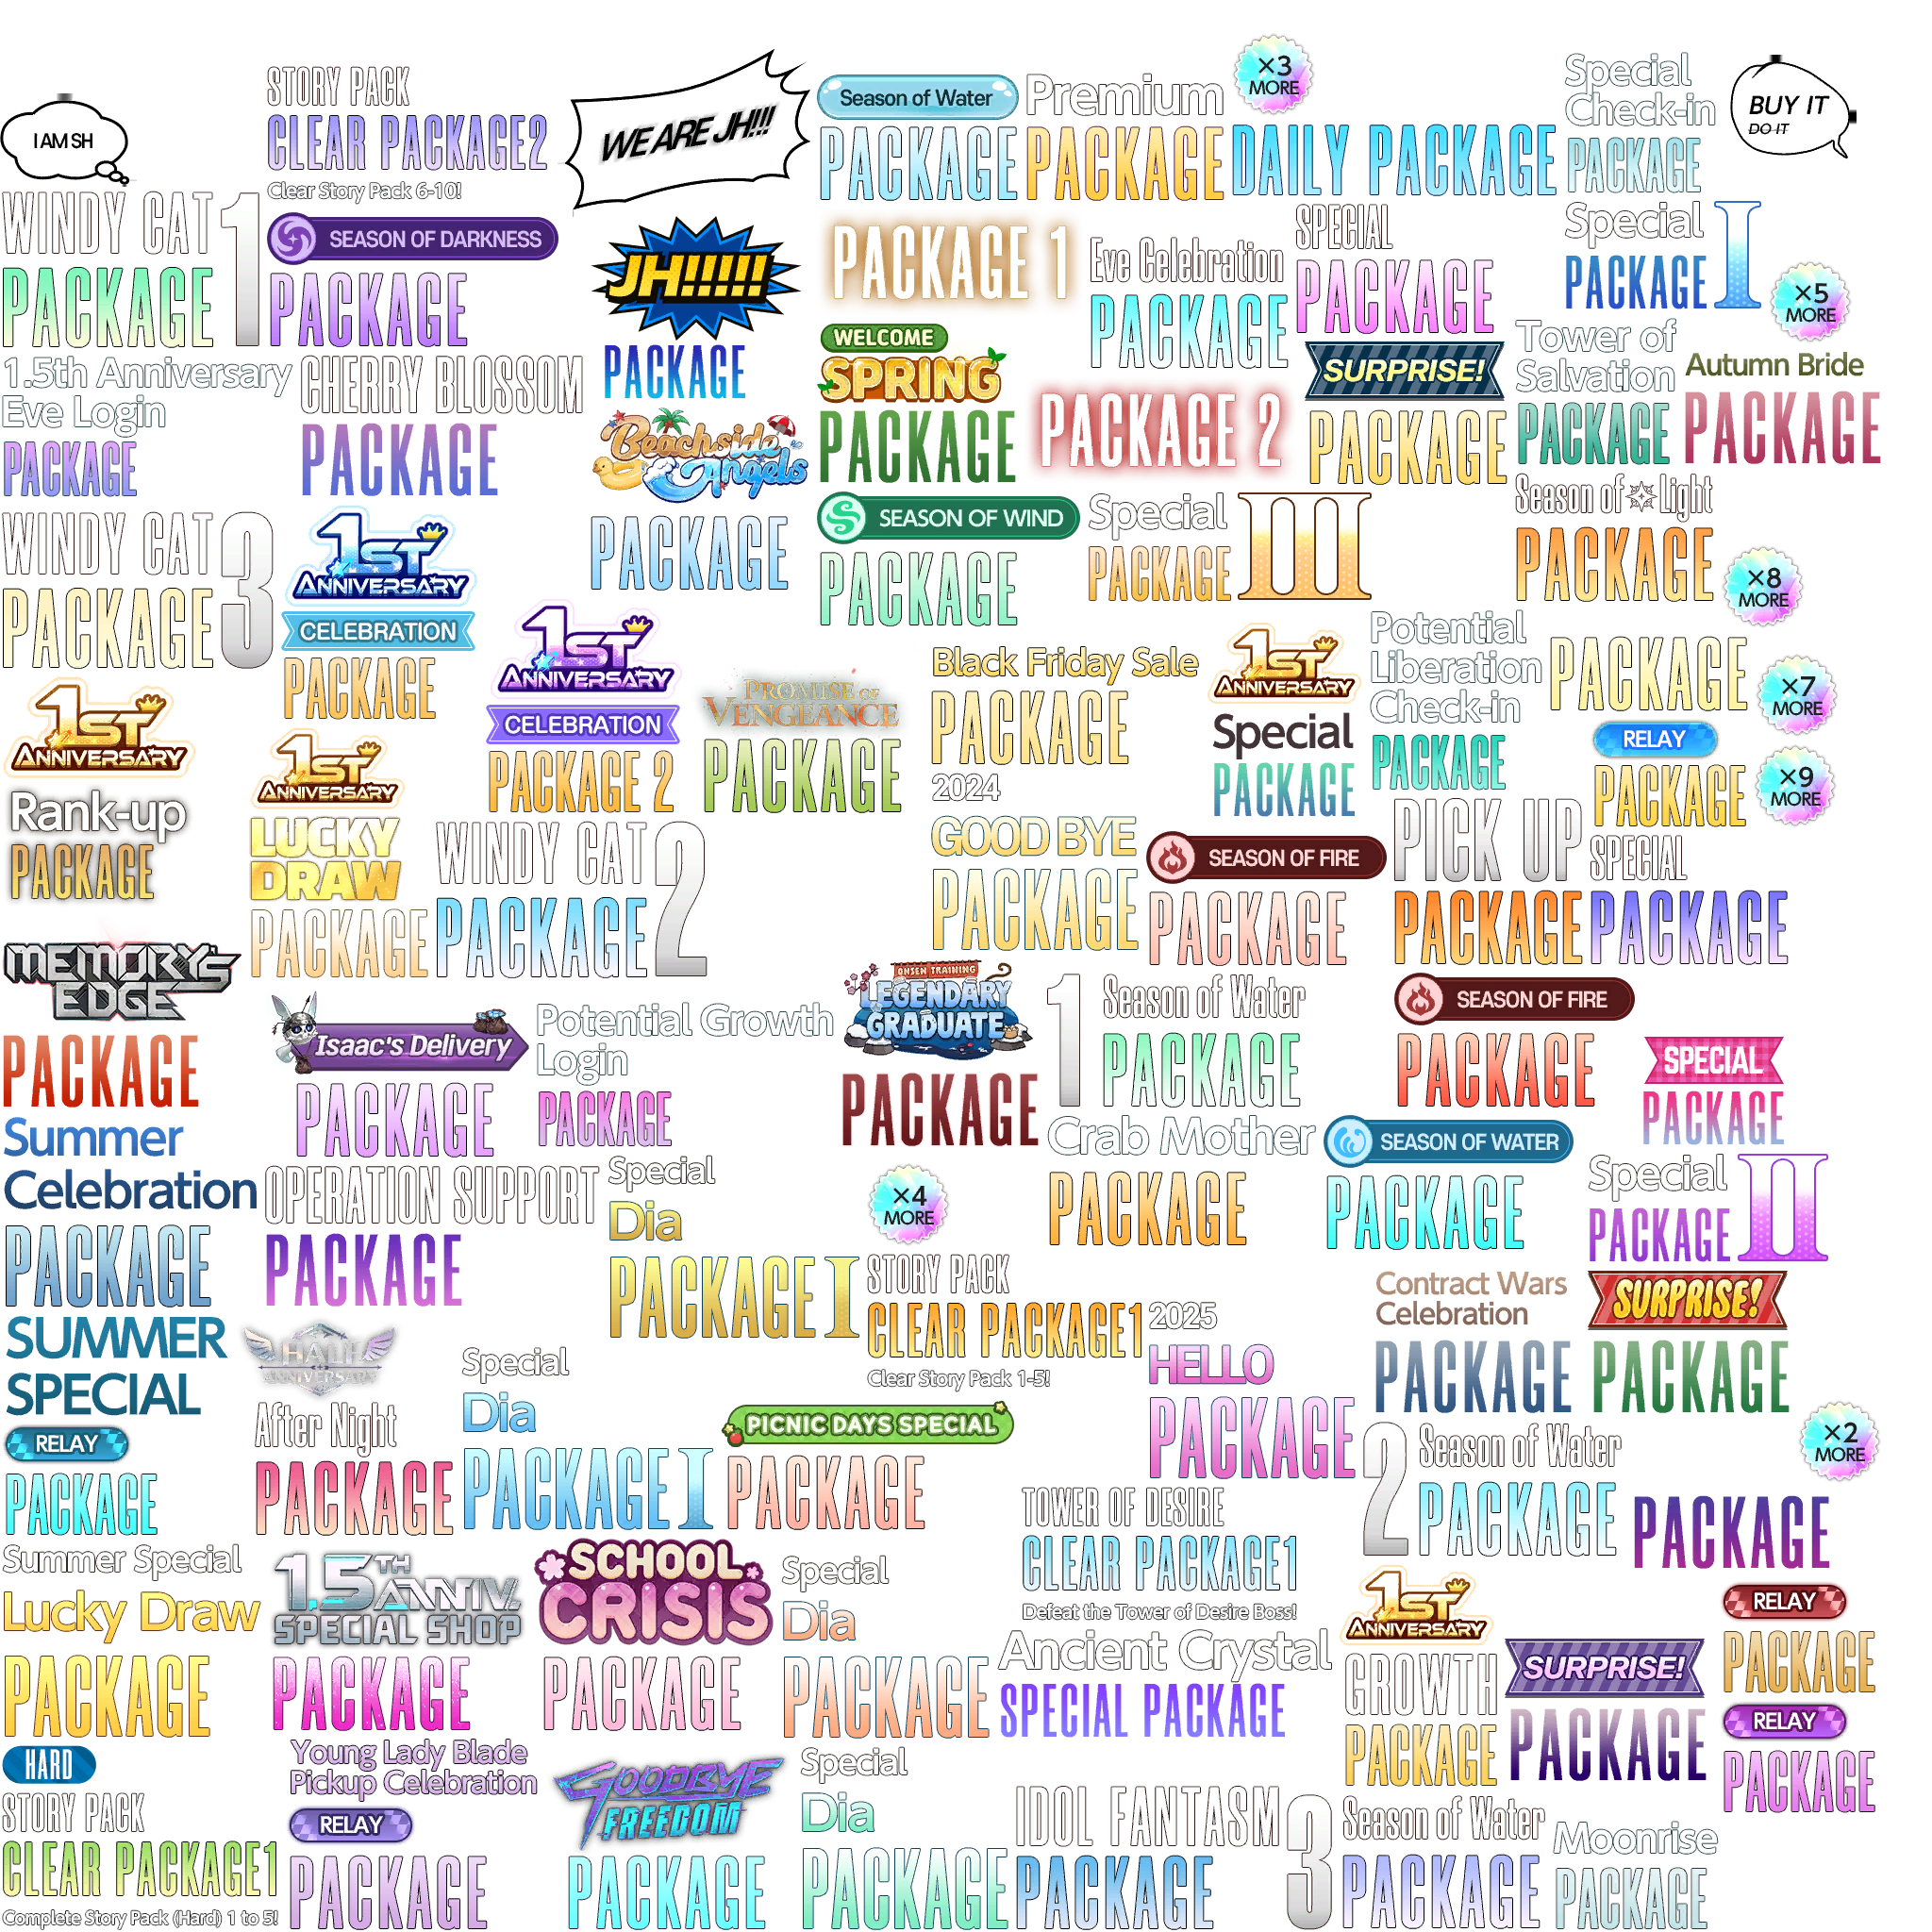 I AM SH
STORY PACK
CLEAR PACKAGE2
Clear Story Pack 6-10!
WE ARE JH!!!
Season of Water
PACKAGE
Premium
PACKAGE
×3
MORE
DAILY PACKAGE
Special
Check-in
PACKAGE
BUY IT
DO IT
WINDY CAT
PACKAGE
1
SEASON OF DARKNESS
PACKAGE
JH!!!!!
PACKAGE
PACKAGE 1
Eve Celebration
PACKAGE
SPECIAL
PACKAGE
Special
PACKAGE
I
×5
MORE
1.5th Anniversary
Eve Login
PACKAGE
CHERRY BLOSSOM
PACKAGE
Beachside
Angels
PACKAGE
WELCOME
SPRING
PACKAGE
PACKAGE 2
SURPRISE!
PACKAGE
Tower of
Salvation
PACKAGE
Autumn Bride
PACKAGE
WINDY CAT
PACKAGE
3
1ST
ANNIVERSARY
CELEBRATION
PACKAGE
SEASON OF WIND
PACKAGE
Special
PACKAGE
III
Season of Light
PACKAGE
×8
MORE
1ST
ANNIVERSARY
Rank-up
PACKAGE
1ST
ANNIVERSARY
LUCKY
DRAW
PACKAGE
1ST
ANNIVERSARY
CELEBRATION
PACKAGE 2
PROMISE OF
VENGEANCE
PACKAGE
Black Friday Sale
PACKAGE
1ST
ANNIVERSARY
Special
PACKAGE
Potential
Liberation
Check-in
PACKAGE
PACKAGE
×7
MORE
RELAY
PACKAGE
×9
MORE
WINDY CAT
PACKAGE
2
2024
GOOD BYE
PACKAGE
SEASON OF FIRE
PACKAGE
PICK UP
PACKAGE
SPECIAL
PACKAGE
MEMORY'S
EDGE
PACKAGE
Isaac's Delivery
PACKAGE
Potential Growth
Login
PACKAGE
ONSEN TRAINING
LEGENDARY
GRADUATE
PACKAGE
1
Season of Water
PACKAGE
SEASON OF FIRE
PACKAGE
SPECIAL
PACKAGE
Summer
Celebration
PACKAGE
OPERATION SUPPORT
PACKAGE
Special
Dia
PACKAGE I
×4
MORE
Crab Mother
PACKAGE
SEASON OF WATER
PACKAGE
Special
PACKAGE
II
STORY PACK
CLEAR PACKAGE1
Clear Story Pack 1-5!
SUMMER
SPECIAL
RELAY
PACKAGE
HALF
ANNIVERSARY
After Night
PACKAGE
Special
Dia
PACKAGE I
PICNIC DAYS SPECIAL
PACKAGE
2025
HELLO
PACKAGE
Contract Wars
Celebration
PACKAGE
SURPRISE!
PACKAGE
2
Season of Water
PACKAGE
×2
MORE
PACKAGE
Summer Special
Lucky Draw
PACKAGE
1.5TH
ANNIV.
SPECIAL SHOP
PACKAGE
SCHOOL
CRISIS
PACKAGE
Special
Dia
PACKAGE
TOWER OF DESIRE
CLEAR PACKAGE1
Defeat the Tower of Desire Boss!
Ancient Crystal
SPECIAL PACKAGE
1ST
ANNIVERSARY
GROWTH
PACKAGE
SURPRISE!
PACKAGE
RELAY
PACKAGE
RELAY
PACKAGE
HARD
STORY PACK
CLEAR PACKAGE1
Complete Story Pack (Hard) 1 to 5!
Young Lady Blade
Pickup Celebration
RELAY
PACKAGE
GOODBYE
FREEDOM
PACKAGE
Special
Dia
PACKAGE
IDOL FANTASM
PACKAGE
3
Season of Water
PACKAGE
Moonrise
PACKAGE